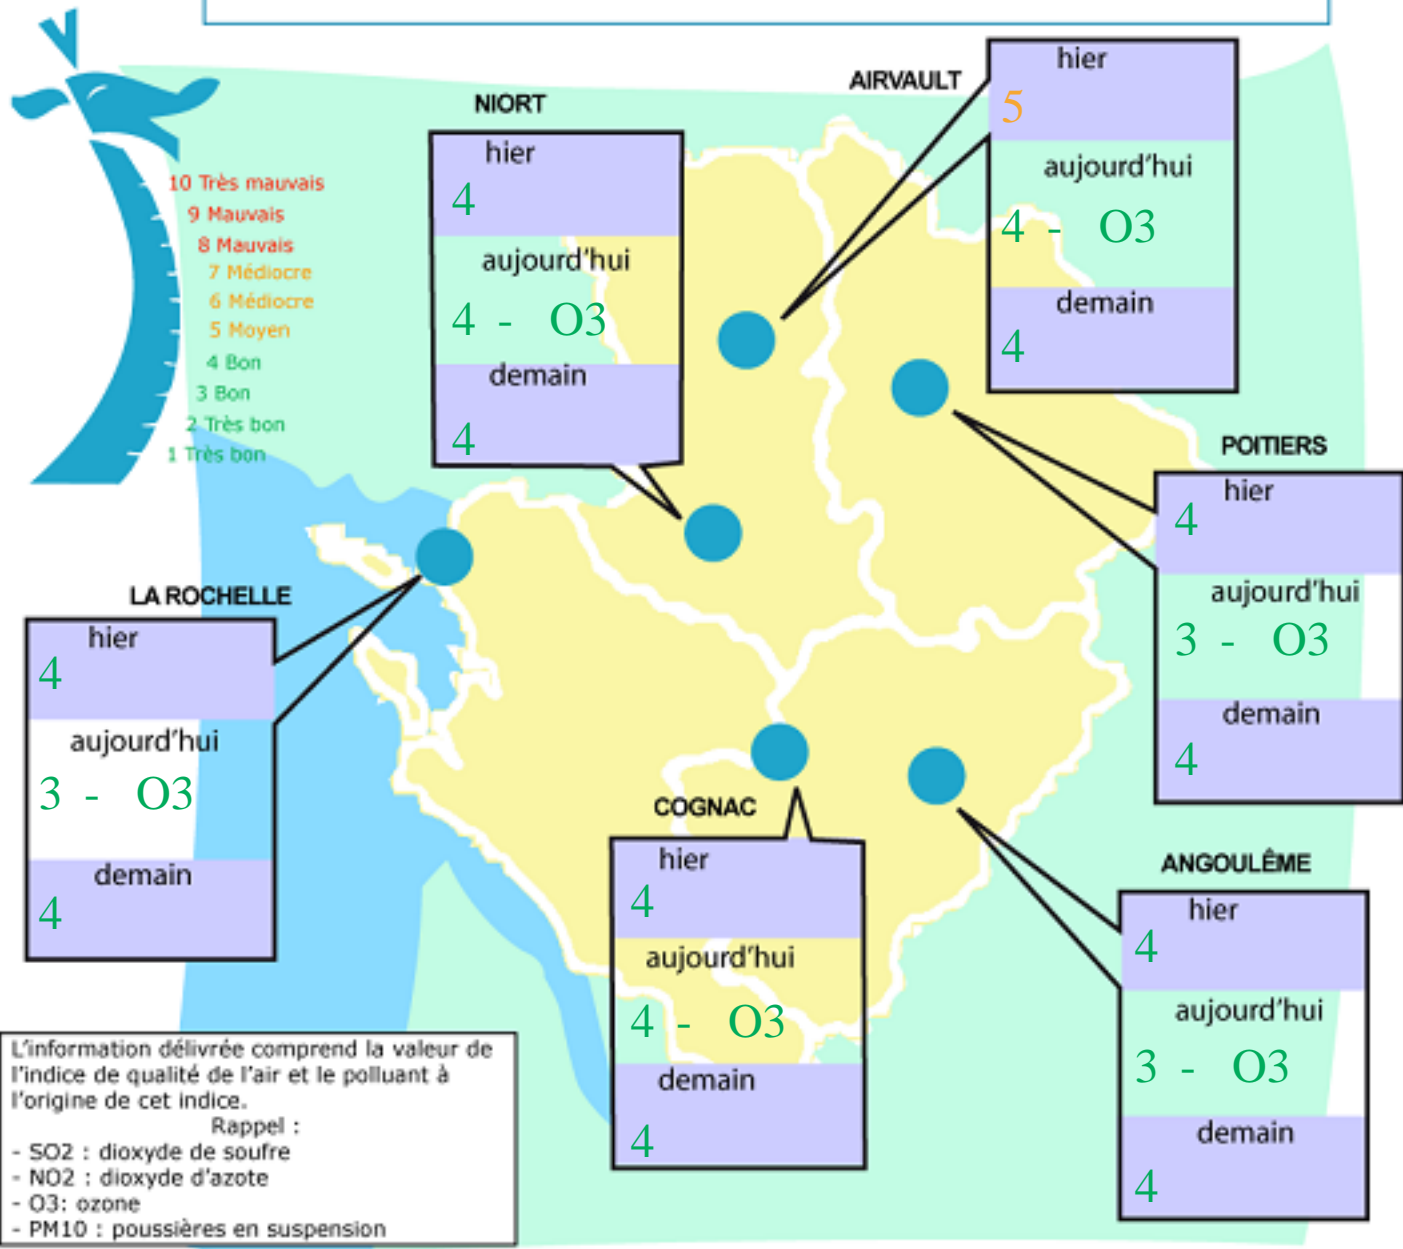 10 Très mauvais
9 Mauvais
8 Mauvais
7 Médiocre
6 Médiocre
5 Moyen
4 Bon
3 Bon
2 Très bon
1 Très bon
NIORT
hier
4
aujourd'hui
4 - O3
demain
4
AIRVAULT
hier
5
aujourd'hui
4 - O3
demain
4
POITIERS
hier
4
aujourd'hui
3 - O3
demain
4
LA ROCHELLE
hier
4
aujourd'hui
3 - O3
demain
4
COGNAC
hier
4
aujourd'hui
4 - O3
demain
4
ANGOULÊME
hier
4
aujourd'hui
3 - O3
demain
4
L'information délivrée comprend la valeur de
l'indice de qualité de l'air et le polluant à
l'origine de cet indice.
Rappel :
- SO2 : dioxyde de soufre
- NO2 : dioxyde d'azote
- O3: ozone
- PM10 : poussières en suspension